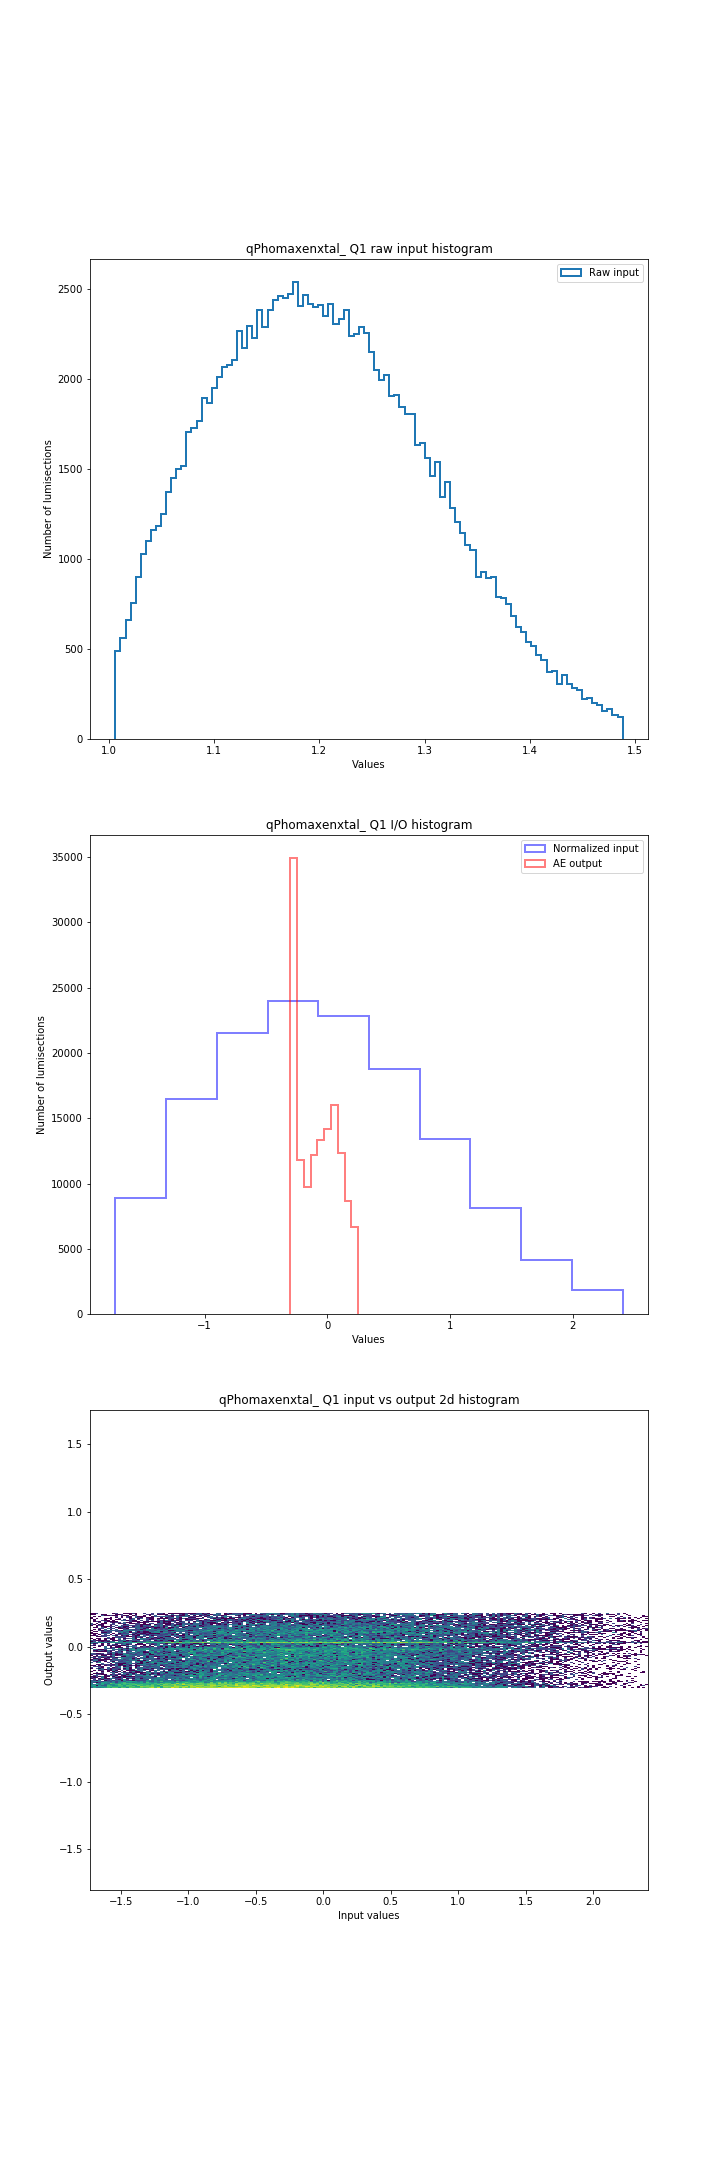 qPhomaxenxtal_ Q1 raw input histogram
Raw input
2500
2000
1500
1000
500
0
Number of lumisections
1.0 1.1 1.2 1.3 1.4 1.5
Values
qPhomaxenxtal_ Q1 I/O histogram
Normalized input
AE output
35000
30000
25000
20000
15000
10000
5000
0
Number of lumisections
−1 0 1 2
Values
qPhomaxenxtal_ Q1 input vs output 2d histogram
1.5
1.0
0.5
0.0
−0.5
−1.0
−1.5
Output values
−1.5 −1.0 −0.5 0.0 0.5 1.0 1.5 2.0
Input values